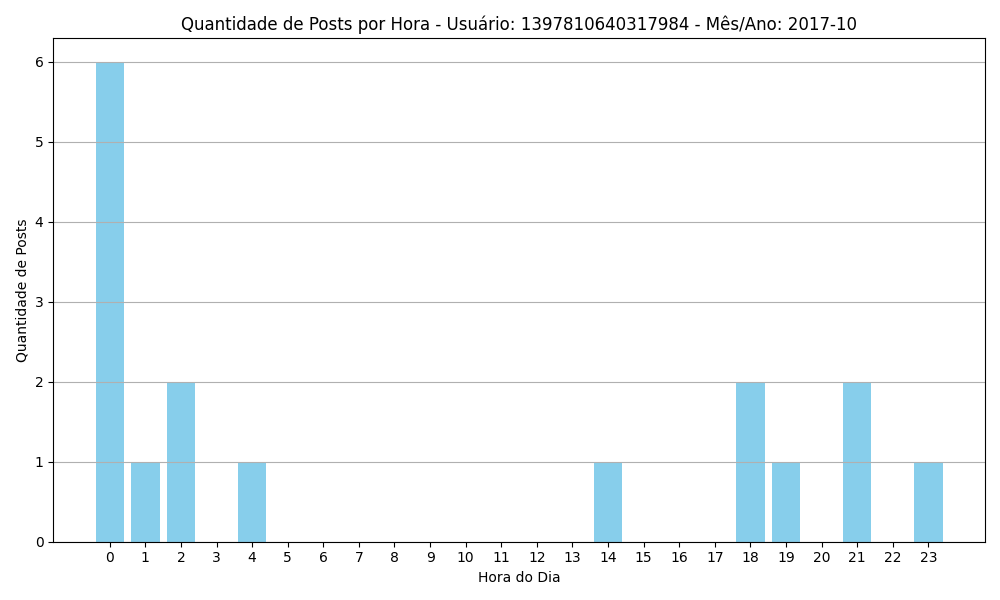 Quantidade de Posts por Hora - Usuário: 1397810640317984 - Mês/Ano: 2017-10
Quantidade de Posts
6
5
4
3
2
1
0
0 1 2 3 4 5 6 7 8 9 10 11 12 13 14 15 16 17 18 19 20 21 22 23
Hora do Dia